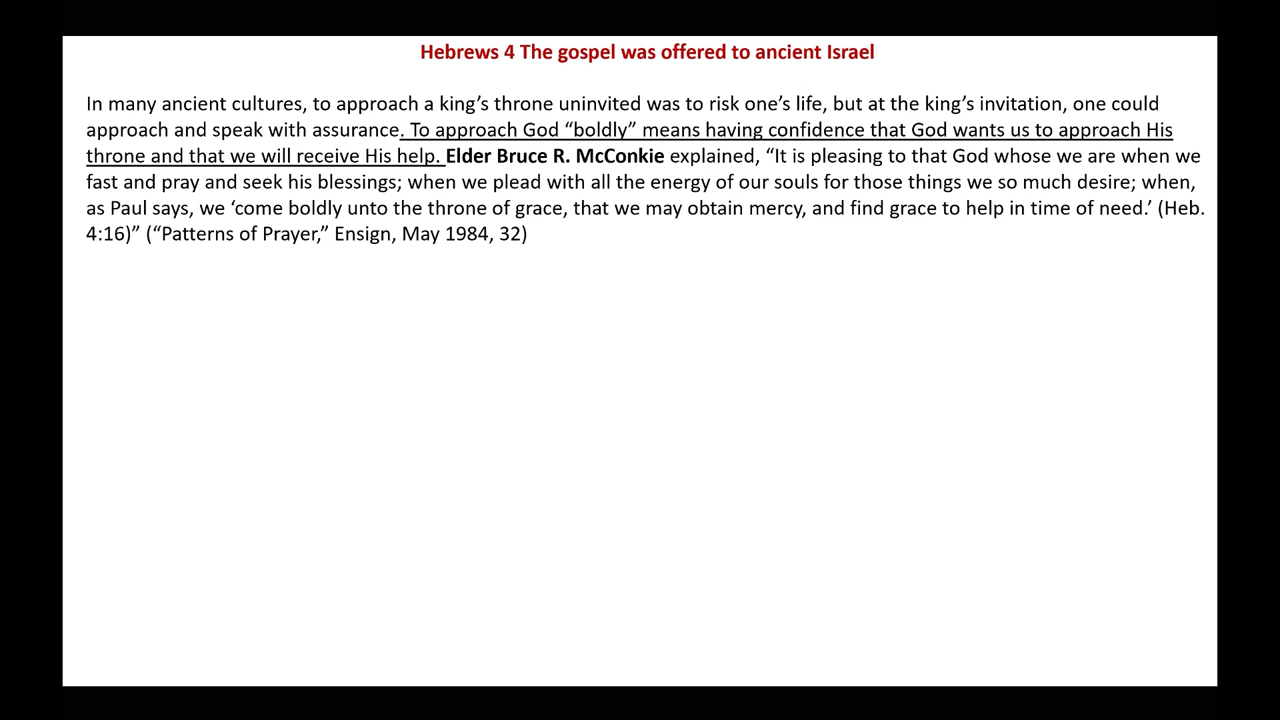 Hebrews 4 The gospel was offered to ancient Israel
In many ancient cultures, to approach a king’s throne uninvited was to risk one’s life, but at the king’s invitation, one could
approach and speak with assurance. To approach God “boldly” means having confidence that God wants us to approach His
throne and that we will receive His help. Elder Bruce R. McConkie explained, “It is pleasing to that God whose we are when we
fast and pray and seek his blessings; when we plead with all the energy of our souls for those things we so much desire; when,
as Paul says, we ‘come boldly unto the throne of grace, that we may obtain mercy, and find grace to help in time of need.’ (Heb.
4:16)” (“Patterns of Prayer,” Ensign, May 1984, 32)